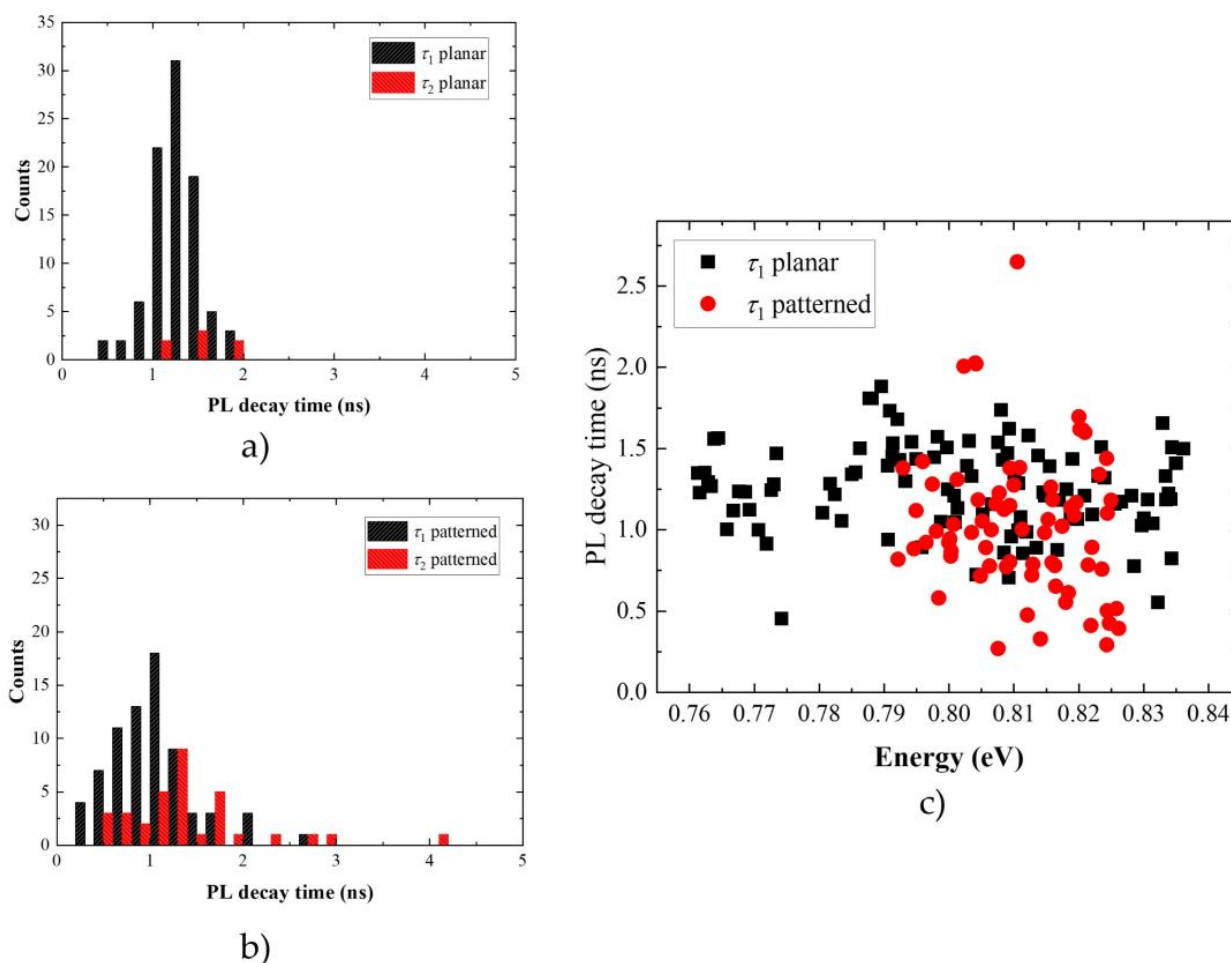 35
30
25
20
15
10
5
0
Counts
τ1 planar
τ2 planar
0 1 2 3 4 5
PL decay time (ns)
a)
30
25
20
15
10
5
0
Counts
τ1 patterned
τ2 patterned
0 1 2 3 4 5
PL decay time (ns)
b)
2.5
2.0
1.5
1.0
0.5
0.0
PL decay time (ns)
τ1 planar
τ1 patterned
0.76 0.77 0.78 0.79 0.80 0.81 0.82 0.83 0.84
Energy (eV)
c)